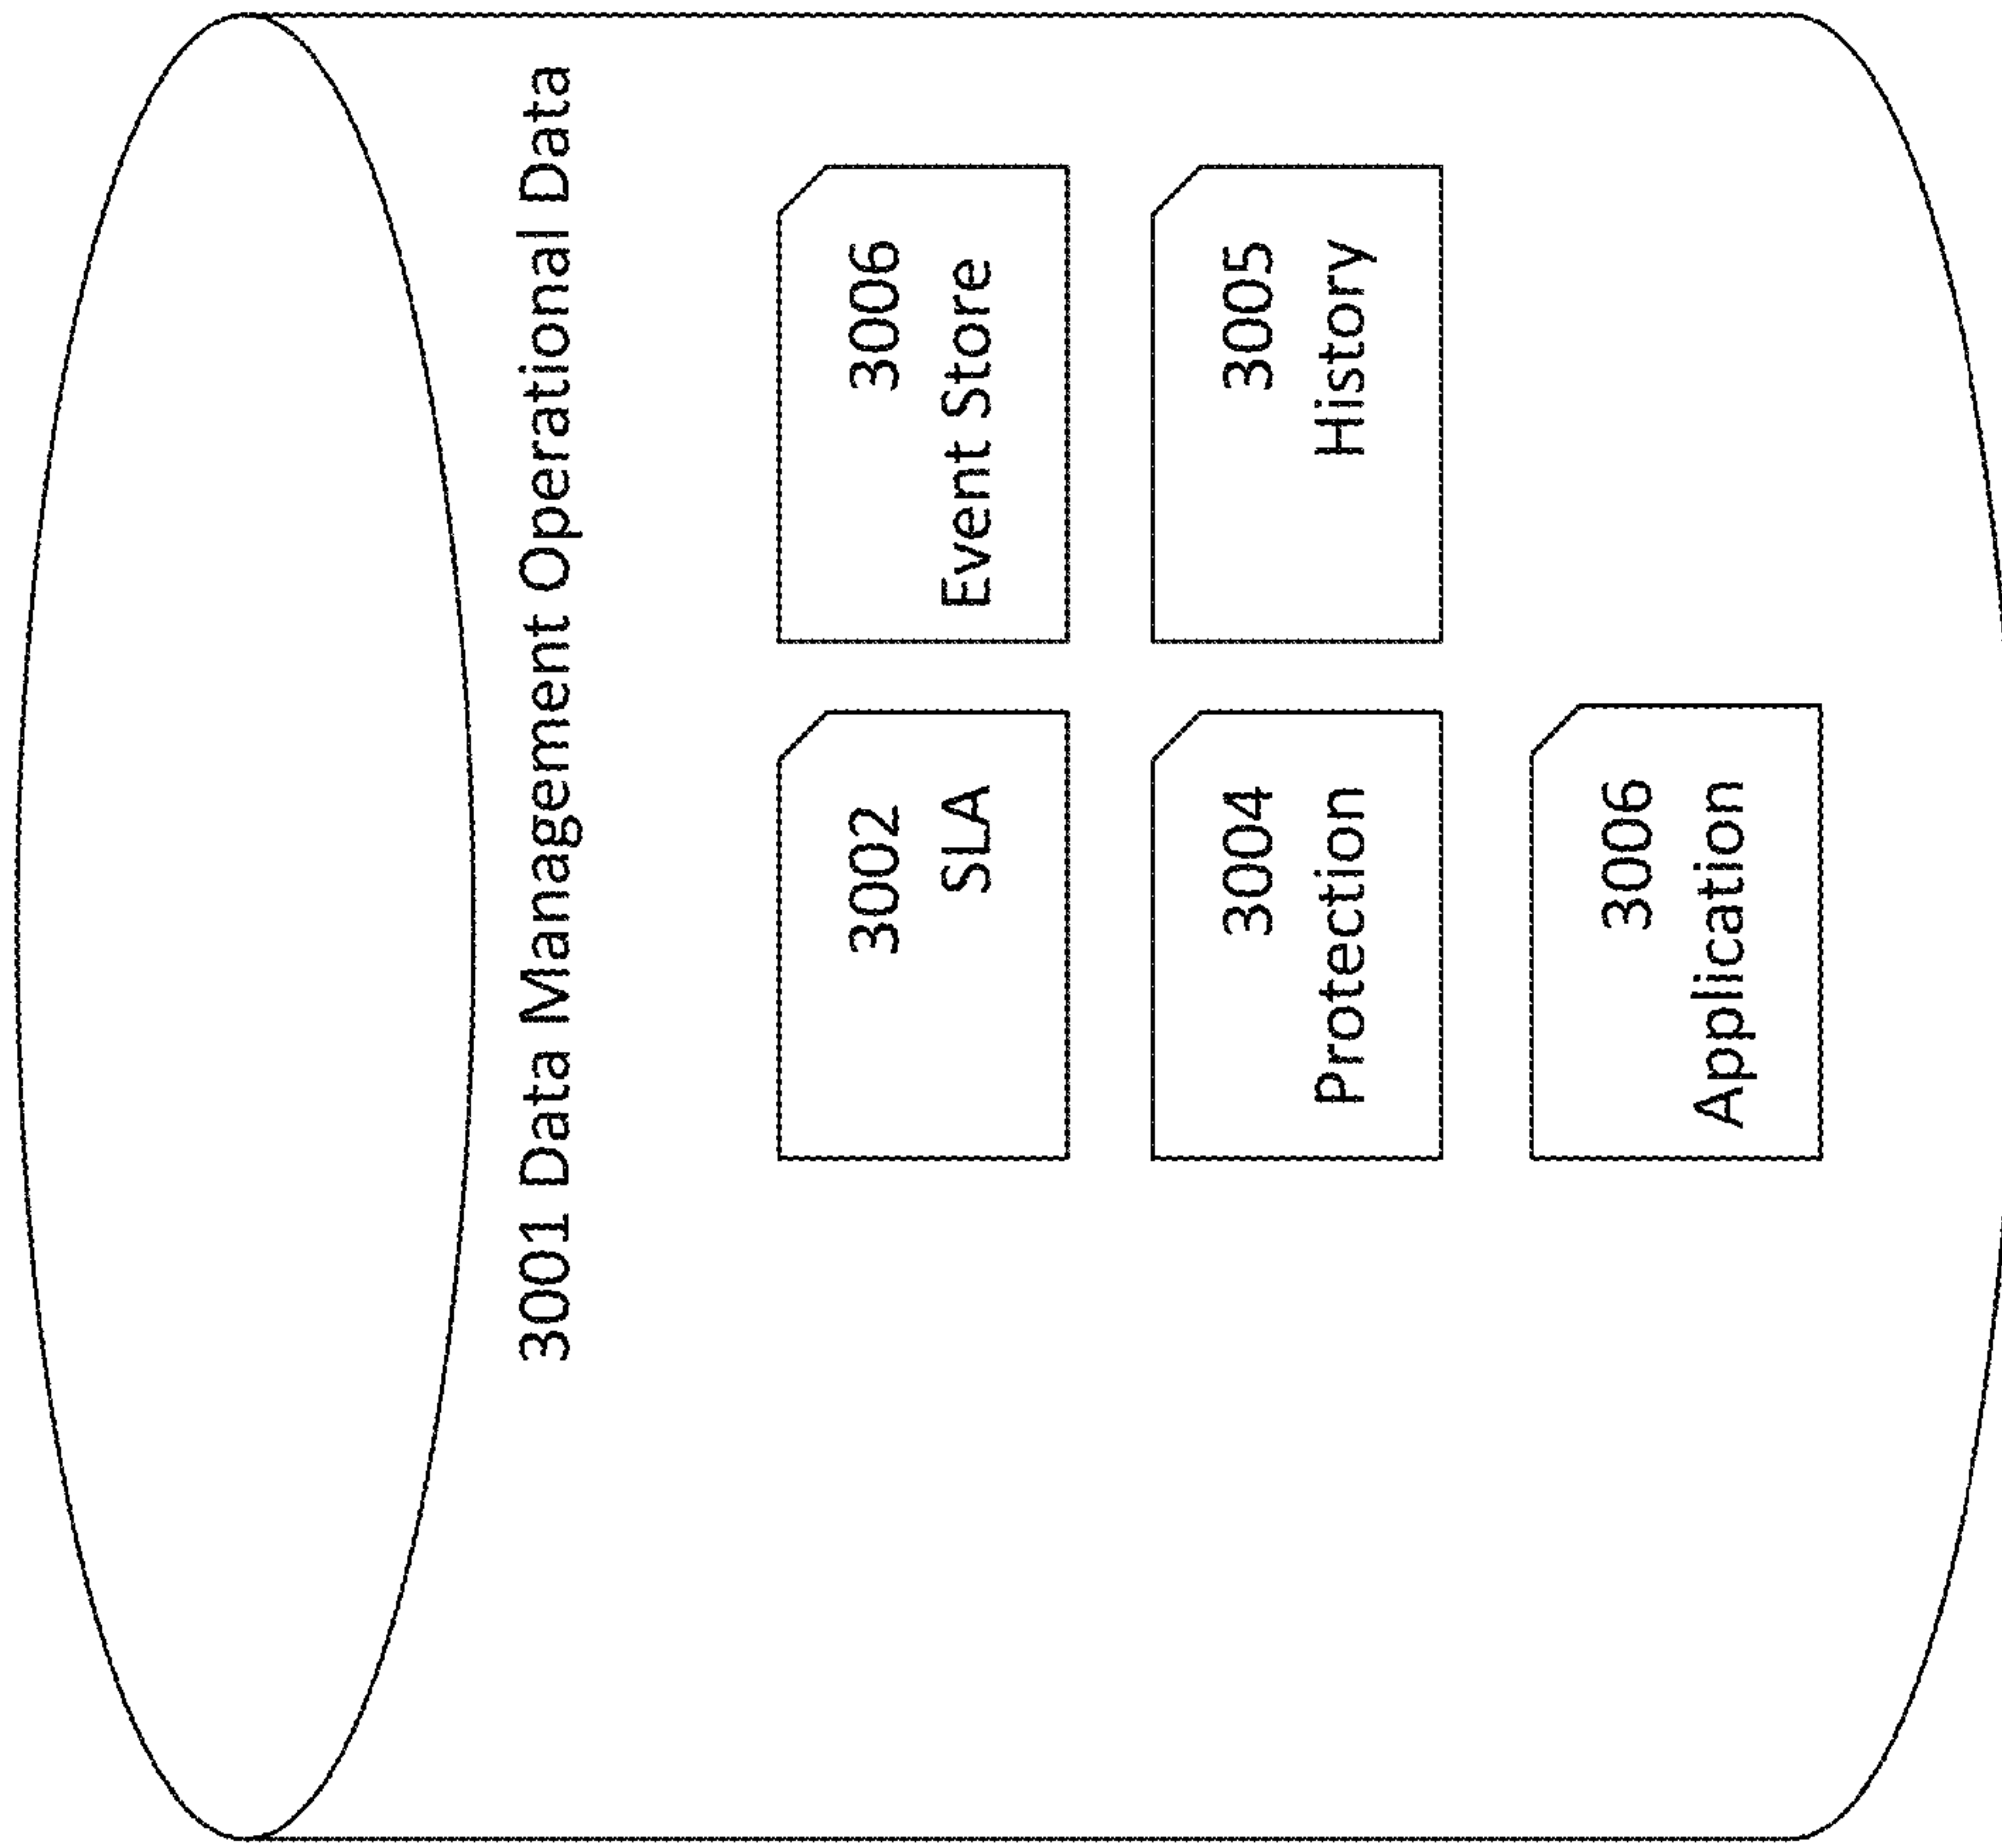 3001 Data Management Operational Data
3002
SLA
3006
Event Store
3004
Protection
3005
History
3006
Application